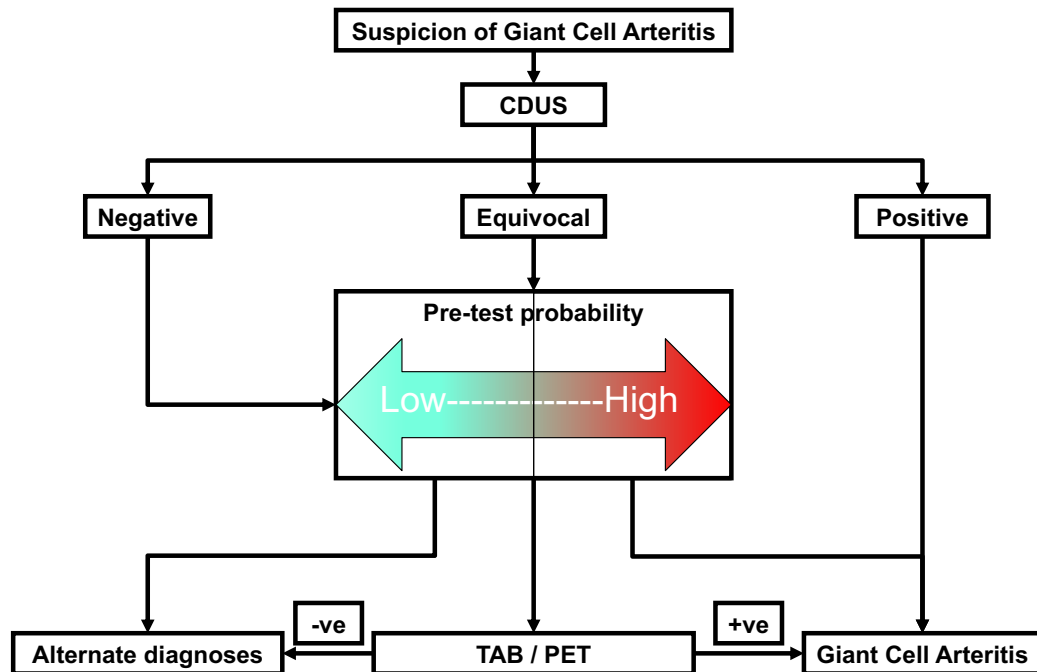 Suspicion of Giant Cell Arteritis
CDUS
Negative
Equivocal
Positive
Pre-test probability
Low-------------High
-ve
+ve
Alternate diagnoses
TAB / PET
Giant Cell Arteritis